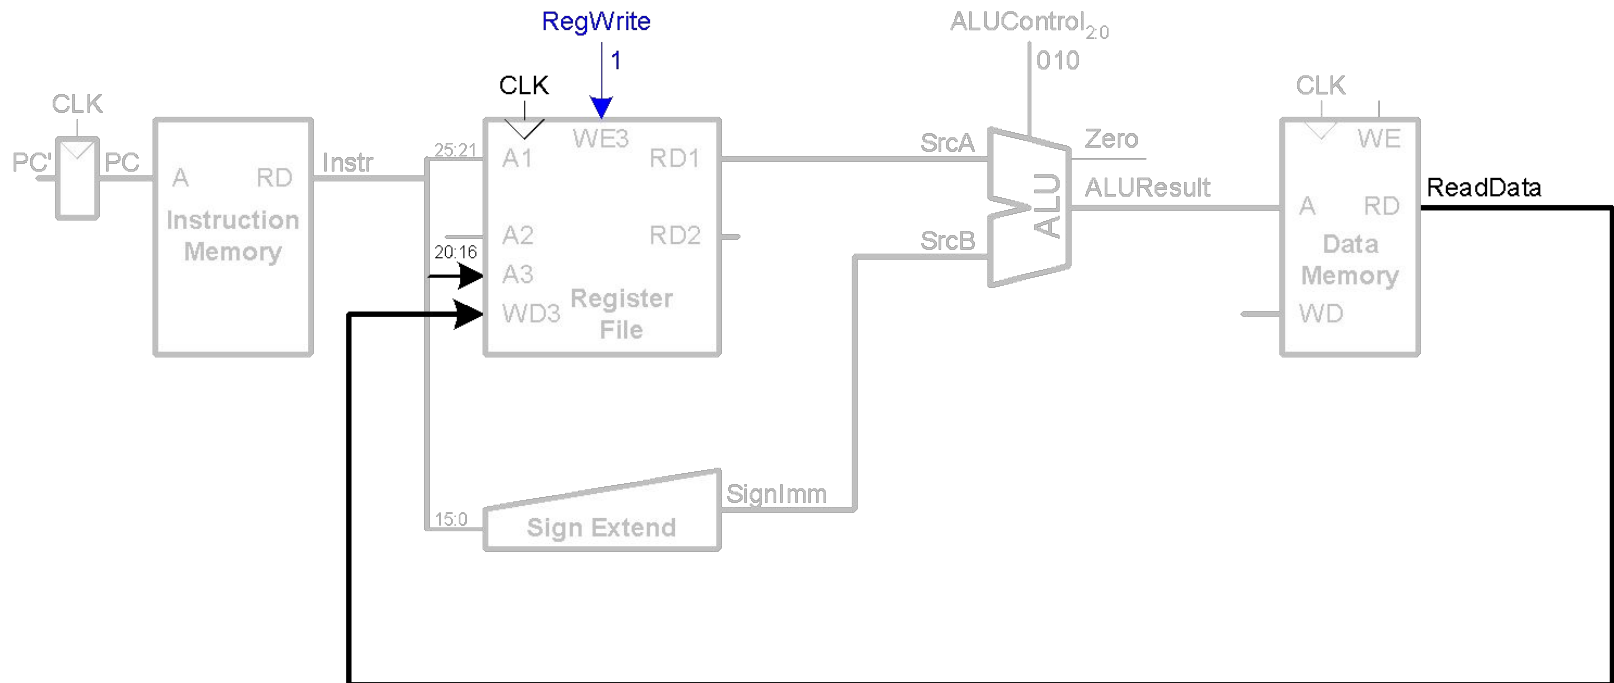 RegWrite
ALUControl2:0
1
010
CLK
CLK
CLK
PC'
PC
A
RD
Instruction
Memory
Instr
25:21
A1
WE3
RD1
A2
RD2
20:16
A3
WD3
Register
File
SrcA
SrcB
ALU
Zero
ALUResult
WE
A
RD
Data
Memory
WD
ReadData
15:0
Sign Extend
SignImm